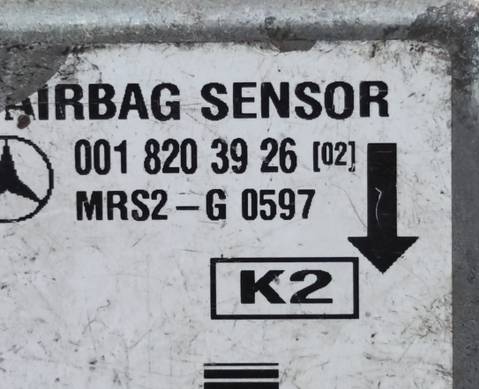 AIRBAG SENSOR
001 820 39 26 [02]
MRS2-G 0597
K2